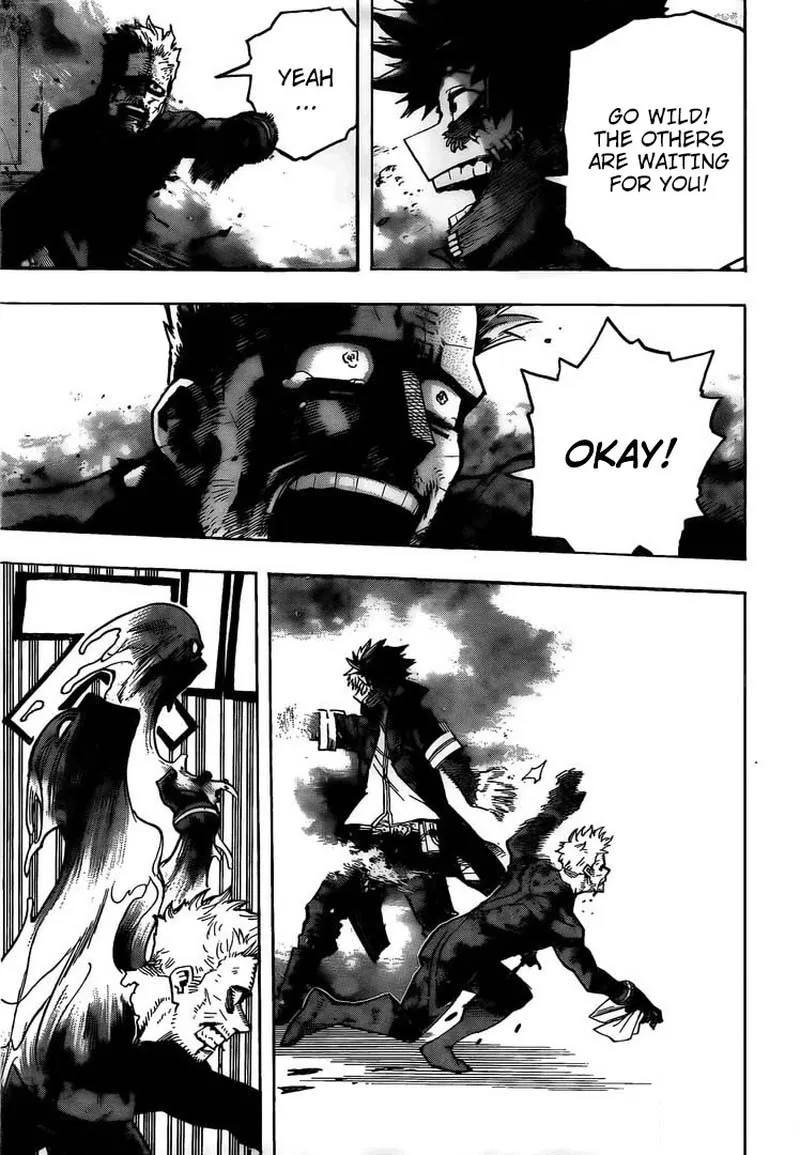 GO WILD!
THE OTHERS
ARE WAITING
FOR YOU!
YEAH
...
OKAY!